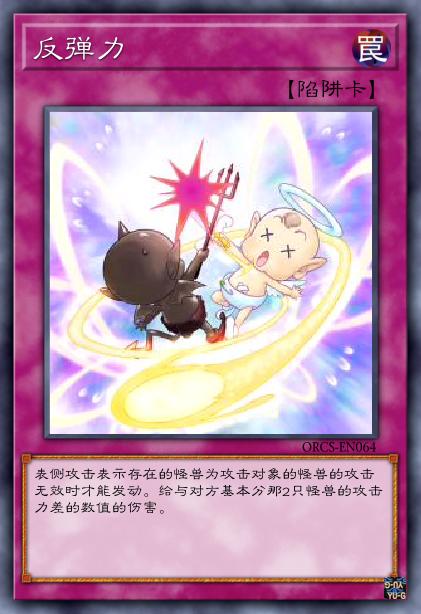 反弹力
罠
【陷阱卡】
ORCS-EN064
表侧攻击表示存在的怪兽为攻击对象的怪兽的攻击
无效时才能发动。给与对方基本分那2只怪兽的攻击
力差的数值的伤害。